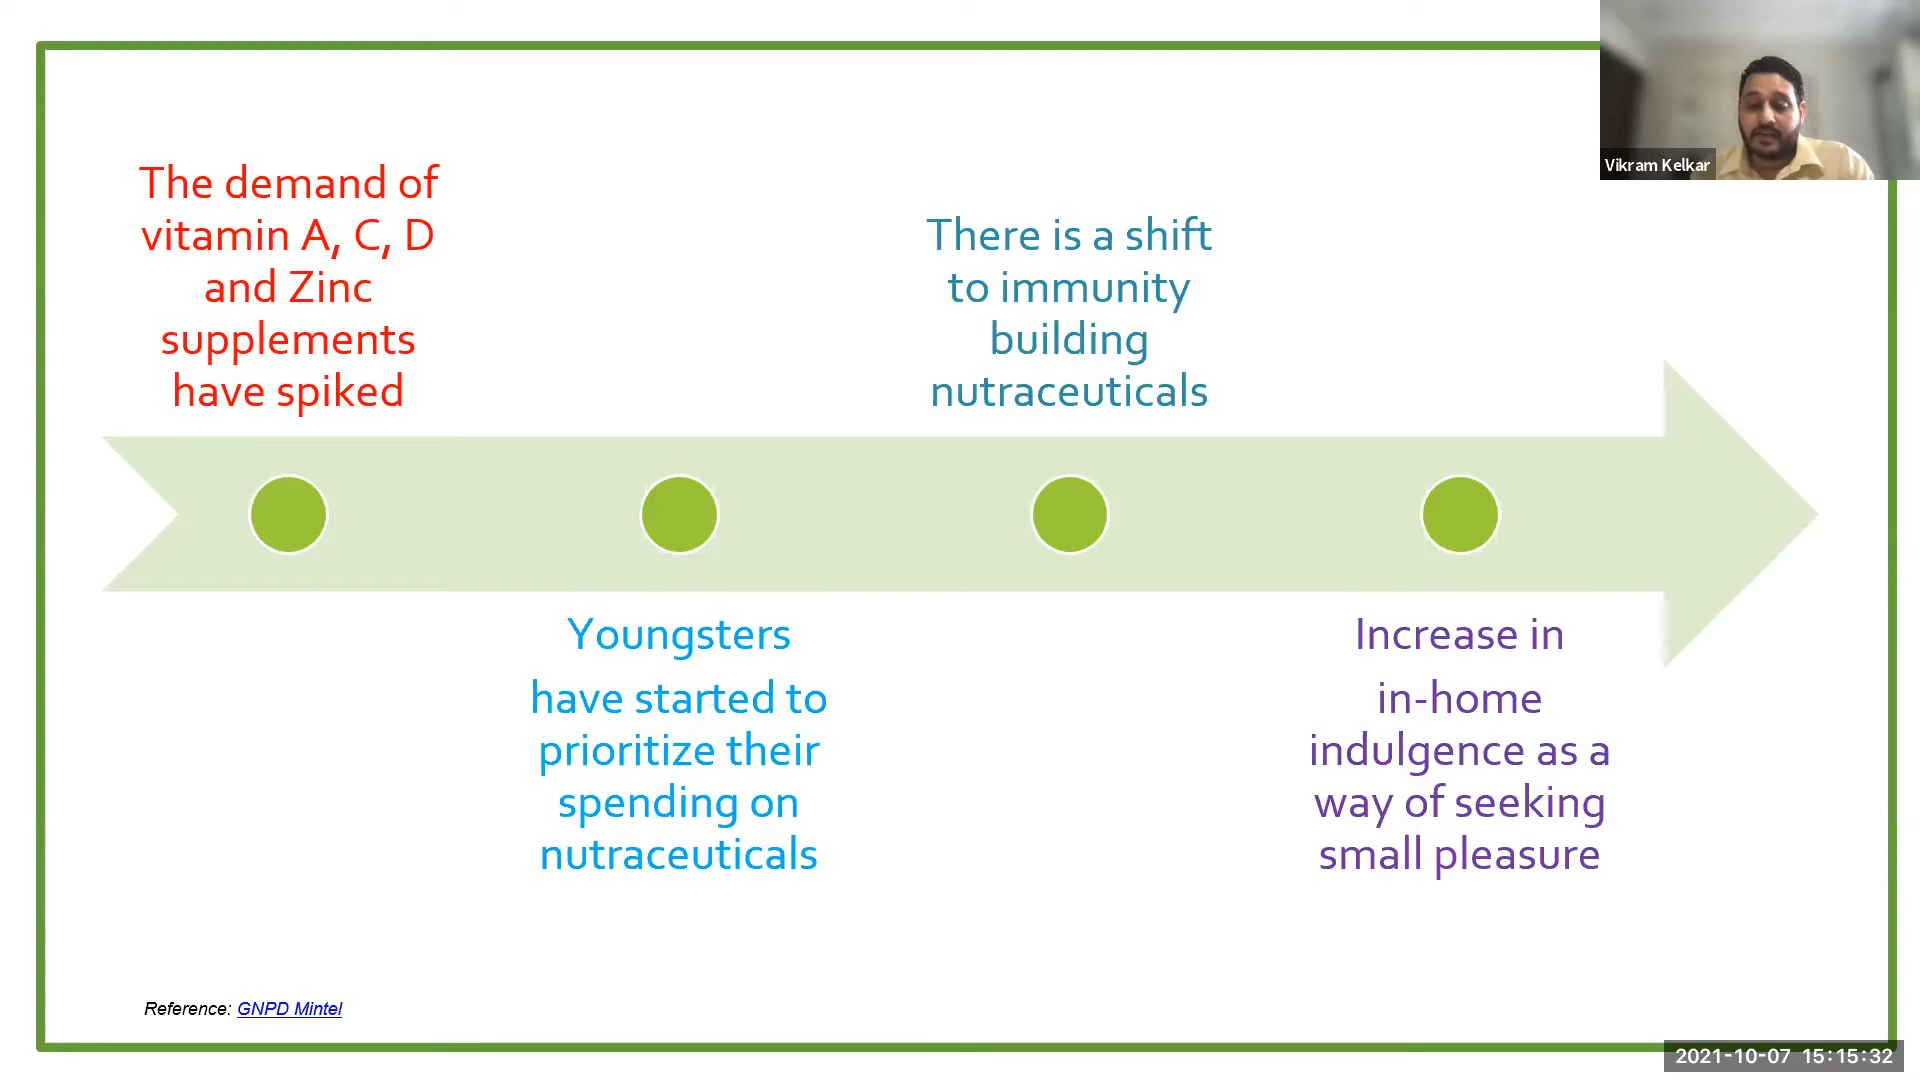 Vikram Kelkar
The demand of
vitamin A, C, D
and Zinc
supplements
have spiked
Youngsters
have started to
prioritize their
spending on
nutraceuticals
There is a shift
to immunity
building
nutraceuticals
Increase in
in-home
indulgence as a
way of seeking
small pleasure
Reference: GNPD Mintel
2021-10-07 15:15:32